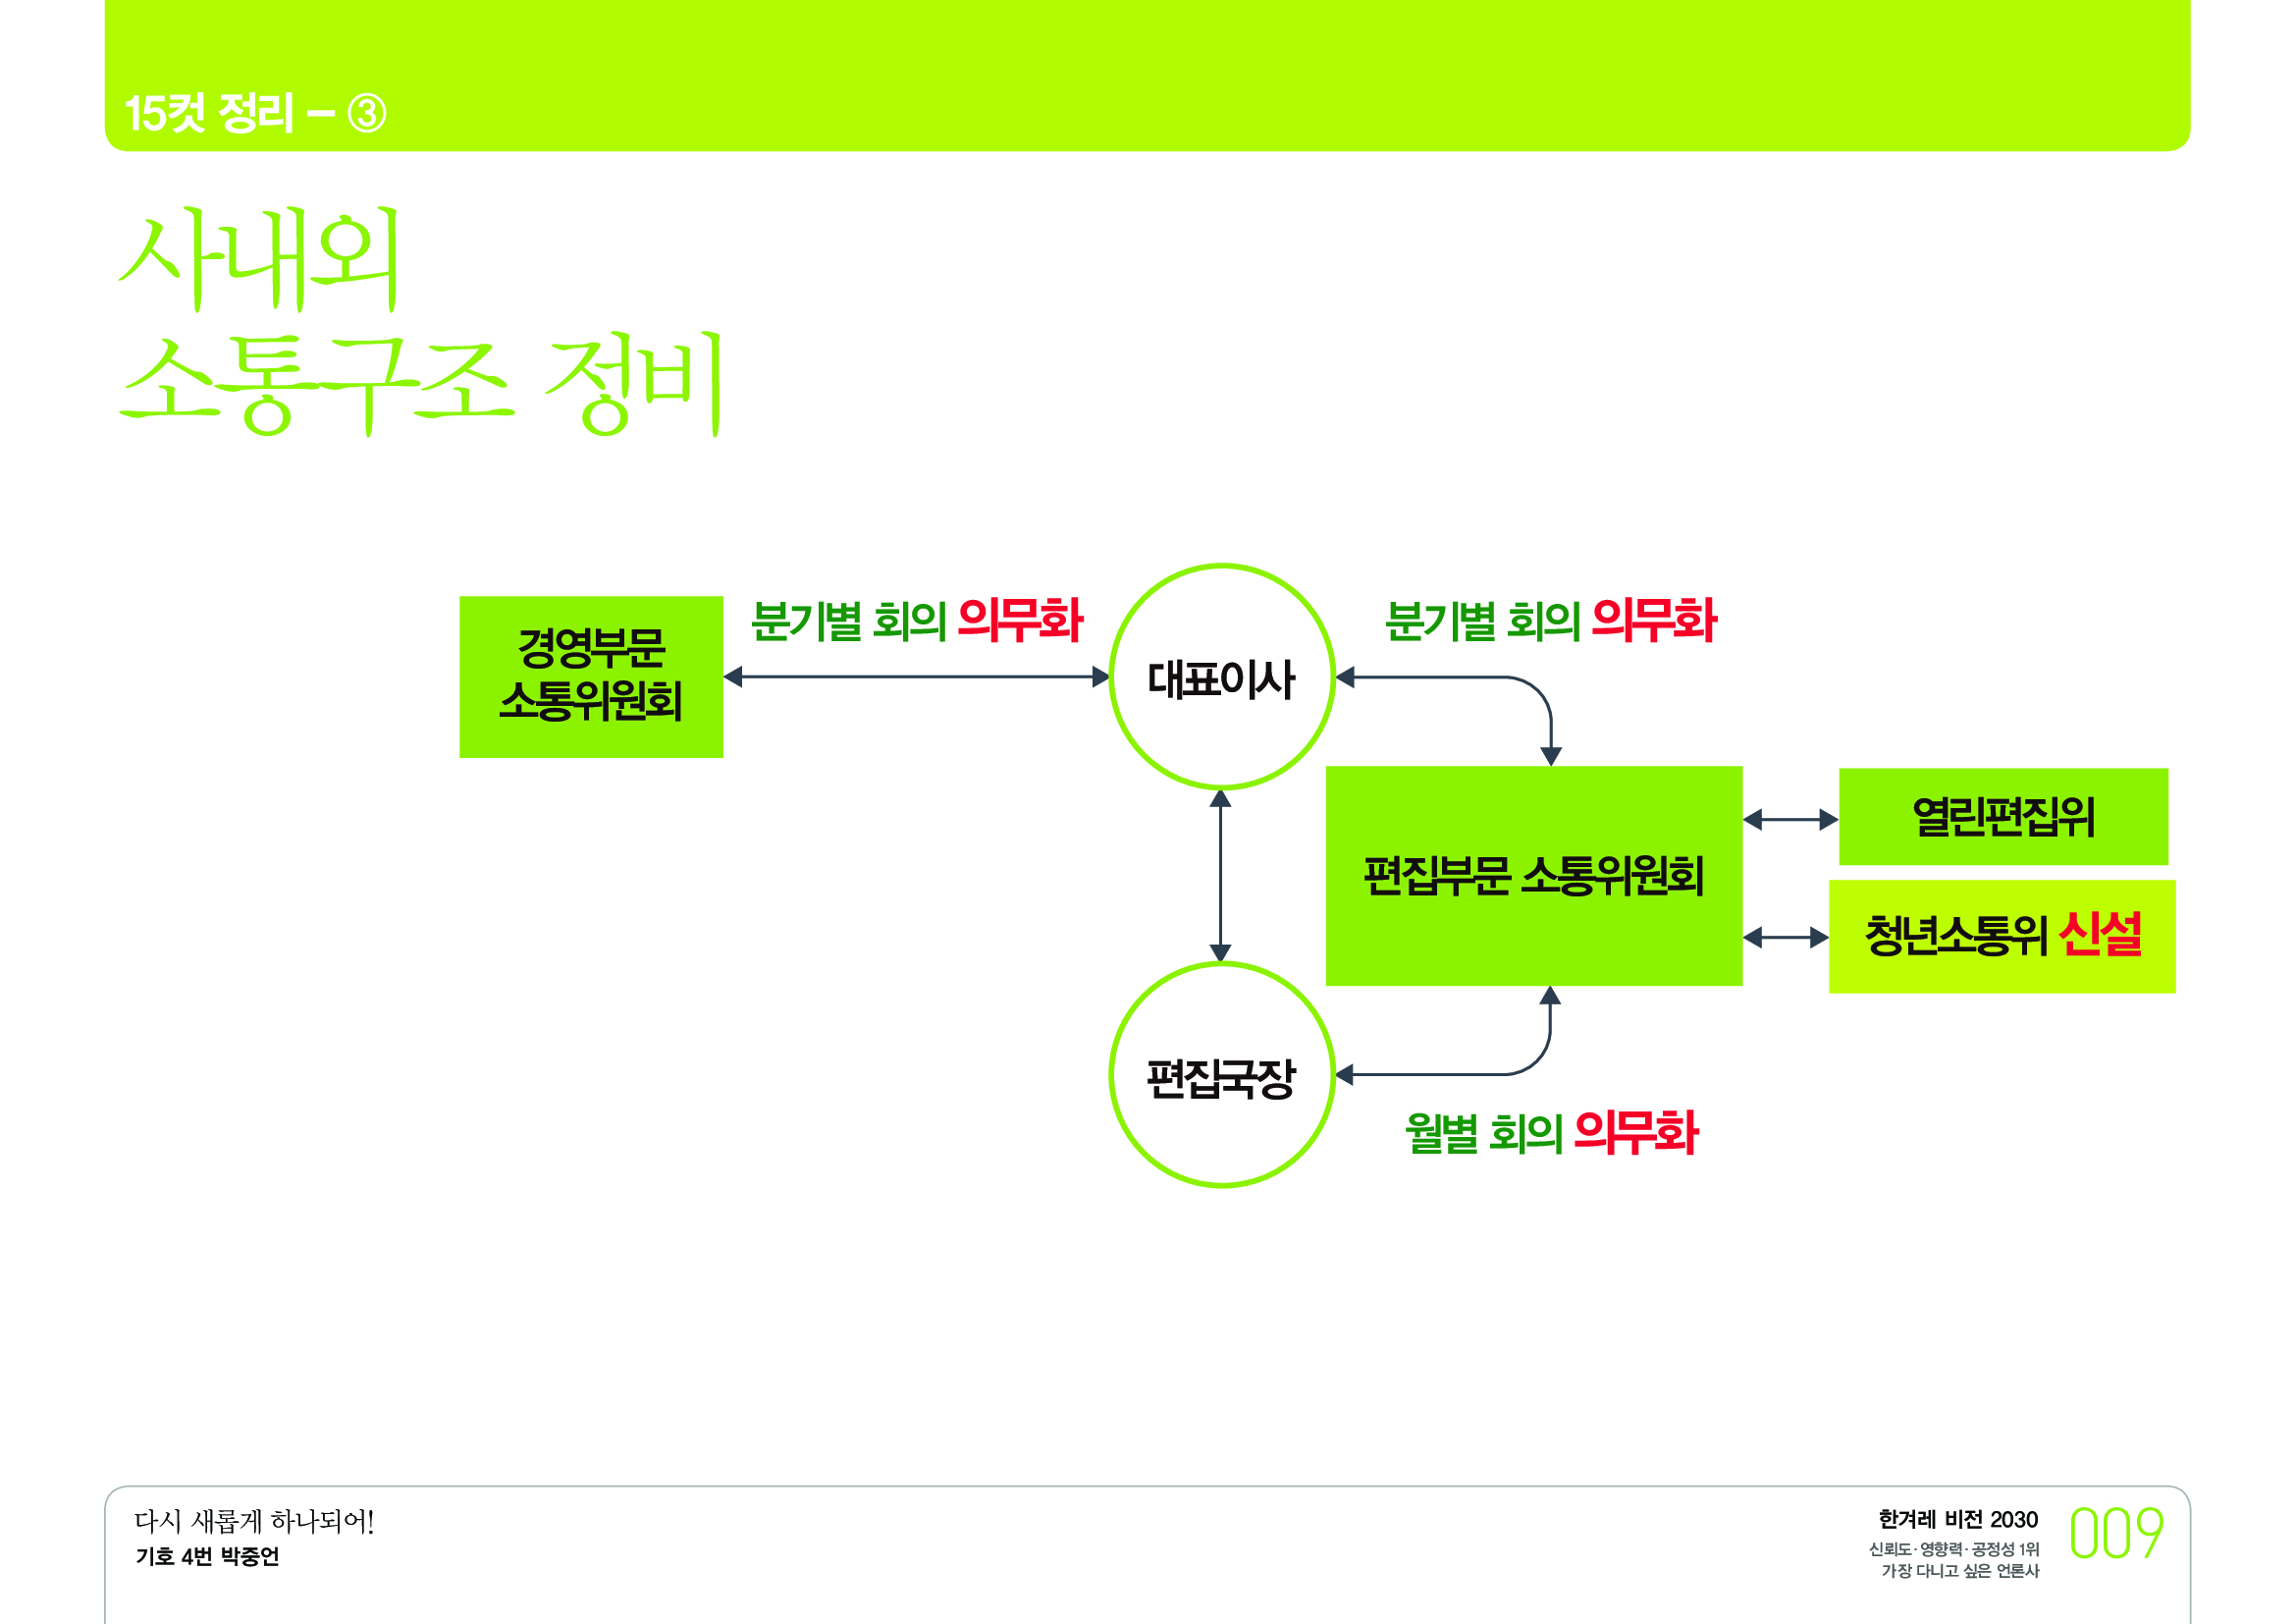 15컷 정리 – ③
사내외
소통구조 정비
경영부문
소통위원회
분기별 회의 의무화
대표이사
분기별 회의 의무화
편집부문 소통위원회
열린편집위
청년소통위 신설
편집국장
월별 회의 의무화
다시 새롭게 하나되어!
기호 4번 박중언
한겨레 비전 2030
신뢰도·영향력·공정성 1위
가장 다니고 싶은 언론사
009